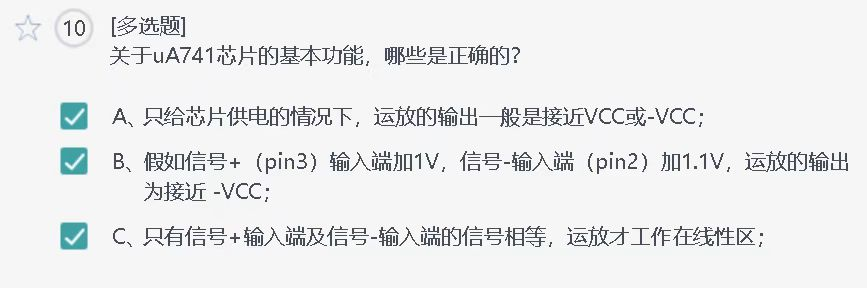 10 [多选题]
关于uA741芯片的基本功能，哪些是正确的？
A、只给芯片供电的情况下，运放的输出一般是接近VCC或-VCC；
B、假如信号+（pin3）输入端加1V，信号-输入端（pin2）加1.1V，运放的输出
为接近 -VCC；
C、只有信号+输入端及信号-输入端的信号相等，运放才工作在线性区；